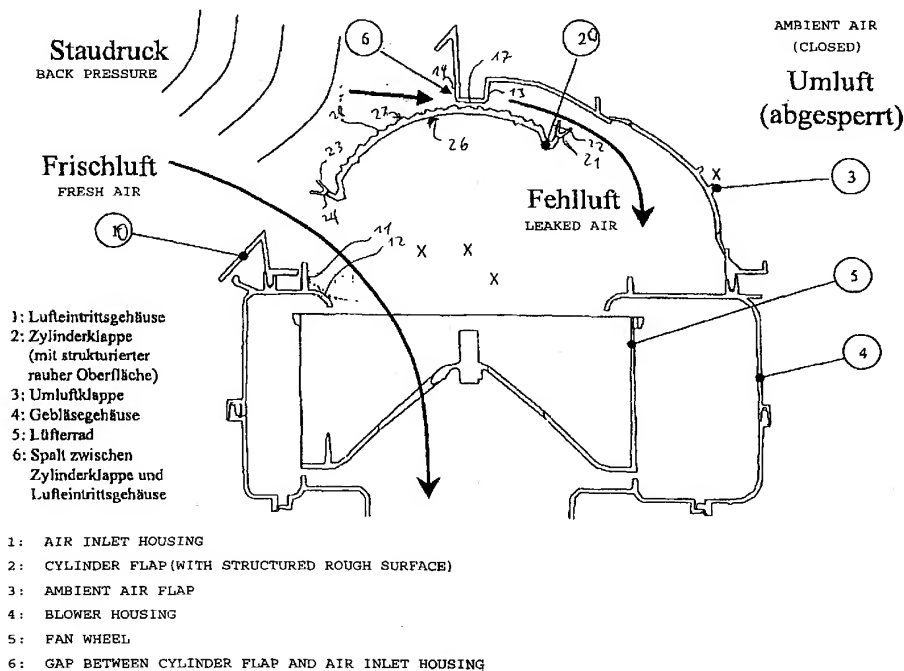 Staudruck
BACK PRESSURE
6
20
AMBIENT AIR
(CLOSED)
Umluft
(abgesperrt)
14
17
13
27
26
22
21
23
24
3
Frischluft
FRESH AIR
Fehlluft
LEAKED AIR
X
X X
X
10
11
12
5
4
1: Lufteintrittsgehäuse
2: Zylinderklappe
(mit strukturierter
rauher Oberfläche)
3: Umluftklappe
4: Gebläsegehäuse
5: Lüfterrad
6: Spalt zwischen
Zylinderklappe und
Lufteintrittsgehäuse
1: AIR INLET HOUSING
2: CYLINDER FLAP(WITH STRUCTURED ROUGH SURFACE)
3: AMBIENT AIR FLAP
4: BLOWER HOUSING
5: FAN WHEEL
6: GAP BETWEEN CYLINDER FLAP AND AIR INLET HOUSING